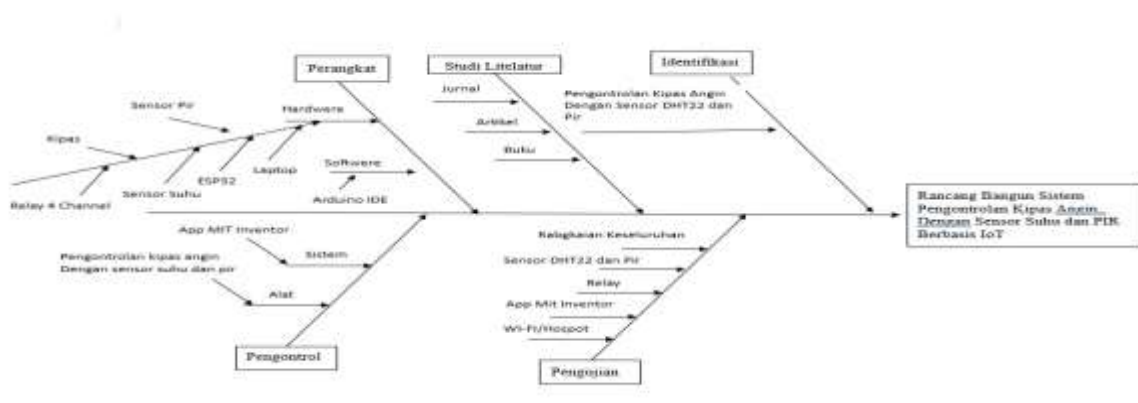 Perangkat
Studi Litelatur
Identifikasi
Jurnal
Artikel
Buku
Pengontrolan Kipas Angin
Dengan Sensor DHT22 dan
Pir
Sensor Pir
Hardware
Kipas
Laptop
ESP32
Sensor Suhu
Relay 4 Channel
Software
Arduino IDE
Rancang Bangun Sistem
Pengontrolan Kipas Angin
Dengan Sensor Suhu dan PIR
Berbasis IoT
App MIT Inventor
Sistem
Pengontrolan kipas angin
Dengan sensor suhu dan pir
Alat
Pengontrol
Keseluruhan
Sensor DHT22 dan Pir
Relay
App Mit Inventor
Wi-Fi/Hospot
Pengujian